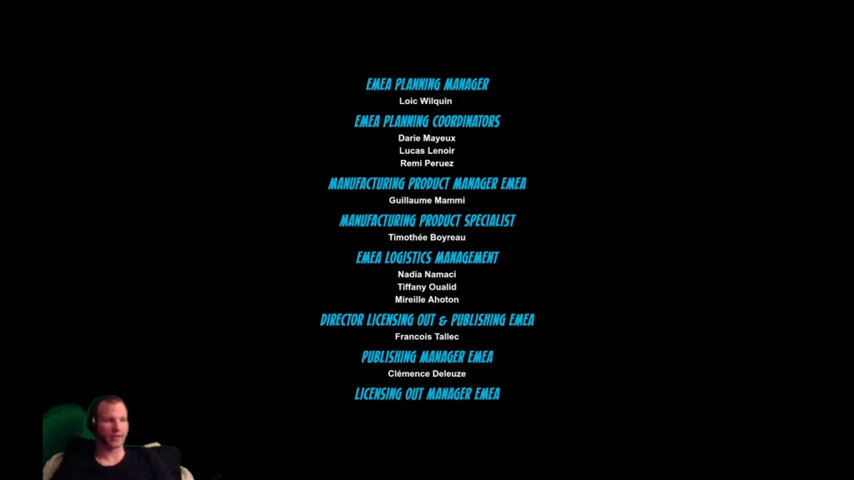 EMEA PLANNING MANAGER
Loic Wilquin
EMEA PLANNING COORDINATORS
Darie Mayeux
Lucas Lenoir
Remi Peruez
MANUFACTURING PRODUCT MANAGER EMEA
Guillaume Mammi
MANUFACTURING PRODUCT SPECIALIST
Timothée Boyreau
EMEA LOGISTICS MANAGEMENT
Nadia Namaci
Tiffany Oualid
Mireille Ahoton
DIRECTOR LICENSING OUT & PUBLISHING EMEA
Francois Tallec
PUBLISHING MANAGER EMEA
Clémence Deleuze
LICENSING OUT MANAGER EMEA